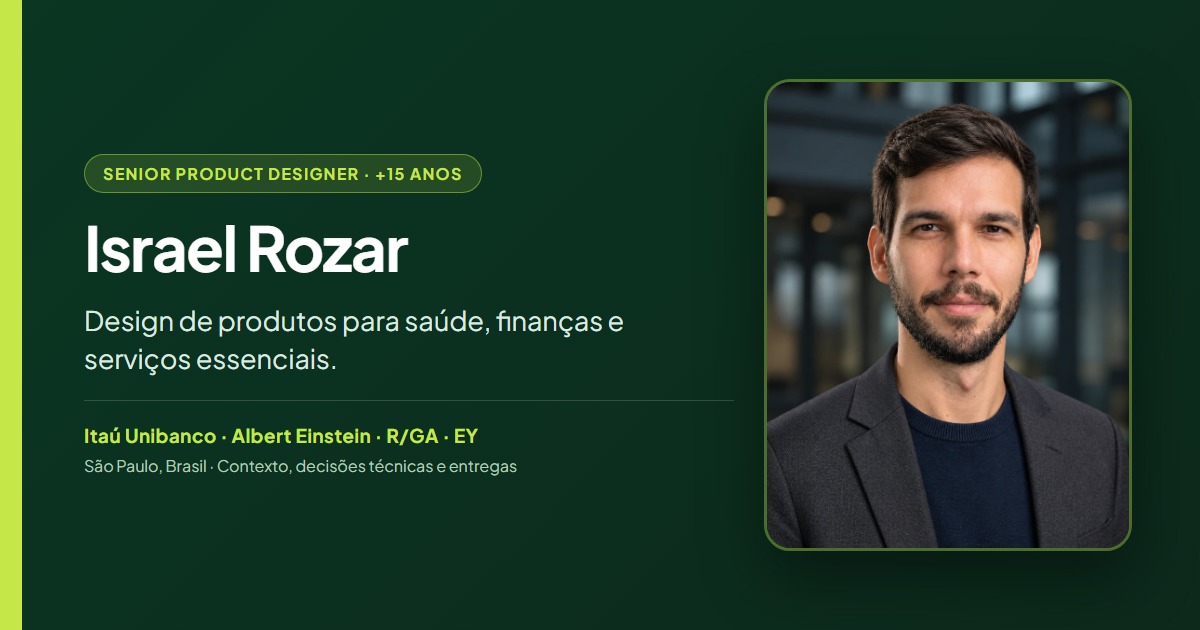 SENIOR PRODUCT DESIGNER · +15 ANOS
Israel Rozar
Design de produtos para saúde, finanças e
serviços essenciais.
Itaú Unibanco · Albert Einstein · R/GA · EY
São Paulo, Brasil · Contexto, decisões técnicas e entregas